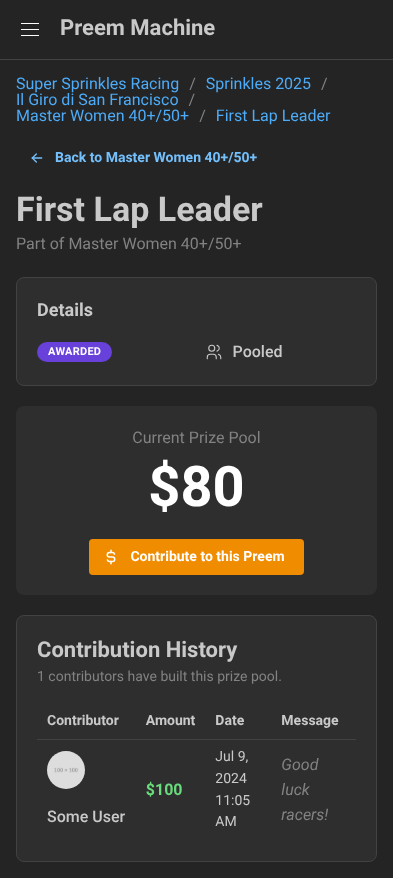 Preem Machine
Super Sprinkles Racing / Sprinkles 2025 /
Il Giro di San Francisco /
Master Women 40+/50+ / First Lap Leader
← Back to Master Women 40+/50+
First Lap Leader
Part of Master Women 40+/50+
Details
AWARDED Pooled
Current Prize Pool
$80
$ Contribute to this Preem
Contribution History
1 contributors have built this prize pool.
Contributor Amount Date Message
100 × 100
Some User
$100
Jul 9,
2024
11:05
AM
Good
luck
racers!